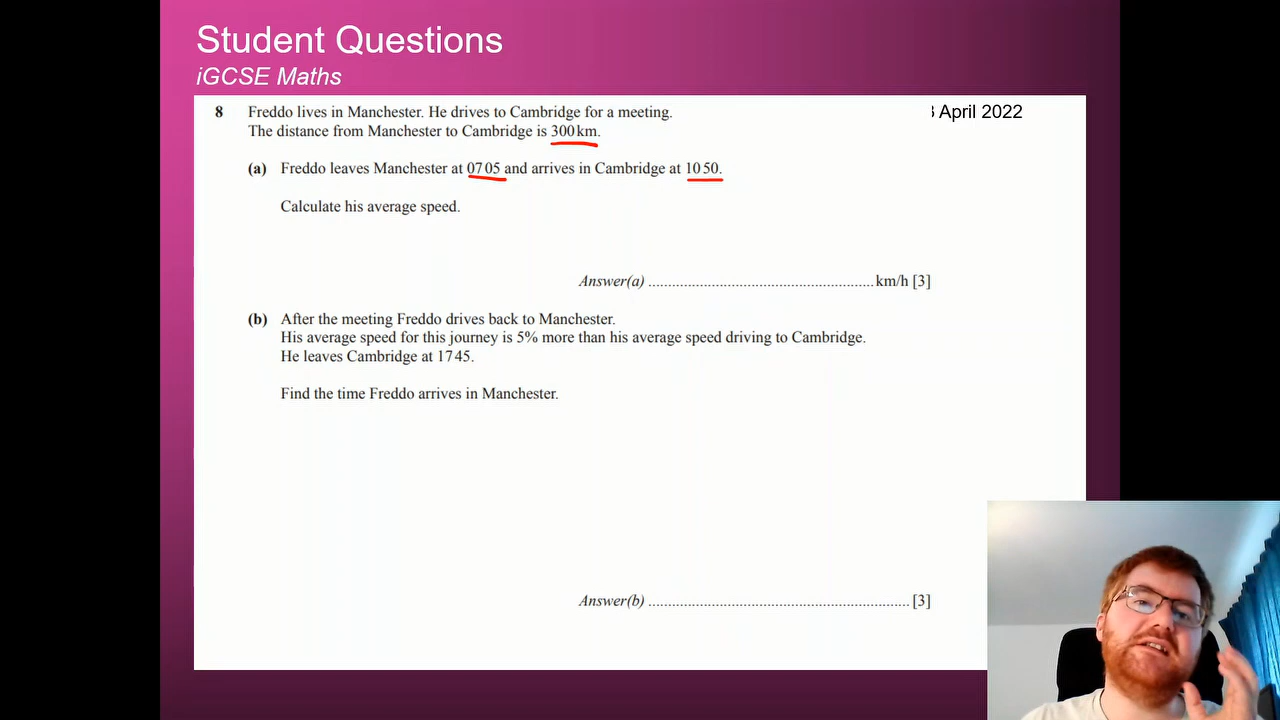 Student Questions
iGCSE Maths
8 Freddo lives in Manchester. He drives to Cambridge for a meeting.
April 2022
The distance from Manchester to Cambridge is 300 km.
(a) Freddo leaves Manchester at 07 05 and arrives in Cambridge at 10 50.
Calculate his average speed.
Answer(a) ......................................................... km/h [3]
(b) After the meeting Freddo drives back to Manchester.
His average speed for this journey is 5% more than his average speed driving to Cambridge.
He leaves Cambridge at 17 45.
Find the time Freddo arrives in Manchester.
Answer(b) .................................................................. [3]